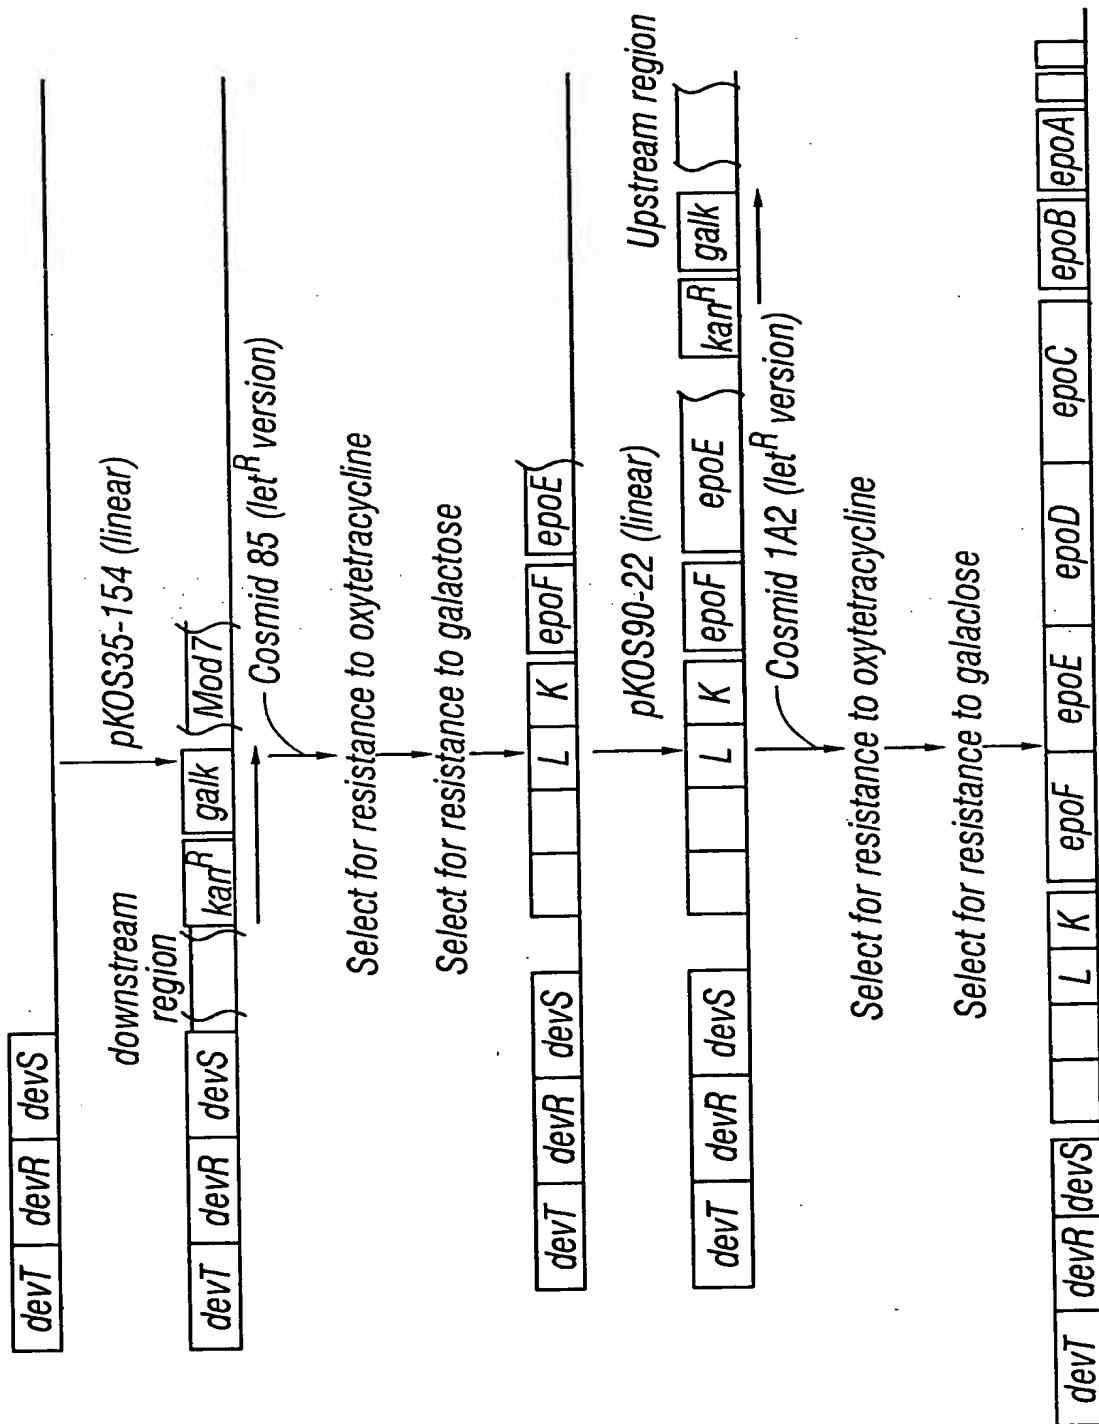 devT devR devS
pKOS35-154 (linear)
downstream
region
devT devR devS kanR galk Mod7
Cosmid 85 (letR version)
Select for resistance to oxytetracycline
Select for resistance to galactose
devT devR devS L K epoF epoE
pKOS90-22 (linear)
Upstream region
devT devR devS L K epoF epoE kanR galk
Cosmid 1A2 (letR version)
Select for resistance to oxytetracycline
Select for resistance to galaclose
devT devR devS L K epoF epoE epoD epoC epoB epoA